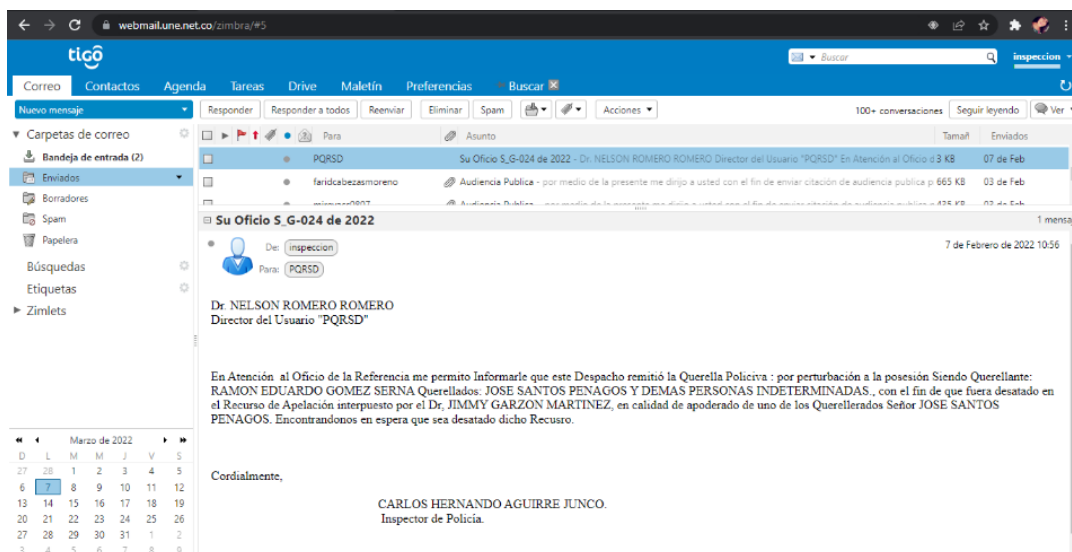 webmail.une.net.co/zimbra/#5
tigô
Buscar
inspeccion
Correo Contactos Agenda Tareas Drive Maletín Preferencias Buscar
Nuevo mensaje
Responder Responder a todos Reenviar Eliminar Spam Acciones 100+ conversaciones Seguir leyendo Ver
Carpetas de correo
Para Asunto Tamañ Enviados
Bandeja de entrada (2)
PQRSD Su Oficio S_G-024 de 2022 - Dr. NELSON ROMERO ROMERO Director del Usuario "PQRSD" En Atención al Oficio d 3 KB 07 de Feb
Enviados
faridcabezasmoreno Audiencia Publica - por medio de la presente me dirijo a usted con el fin de enviar citación de audiencia publica p 665 KB 03 de Feb
Borradores
Spam
Papelera
Búsquedas
Etiquetas
Zimlets
Su Oficio S_G-024 de 2022 1 mensa
De: inspeccion 7 de Febrero de 2022 10:56
Para: PQRSD
Dr. NELSON ROMERO ROMERO
Director del Usuario "PQRSD"
En Atención al Oficio de la Referencia me permito Informarle que este Despacho remitió la Querella Policiva : por perturbación a la posesión Siendo Querellante:
RAMON EDUARDO GOMEZ SERNA Querellados: JOSE SANTOS PENAGOS Y DEMAS PERSONAS INDETERMINADAS., con el fin de que fuera desatado en
el Recurso de Apelación interpuesto por el Dr, JIMMY GARZON MARTINEZ, en calidad de apoderado de uno de los Querellerados Señor JOSE SANTOS
PENAGOS. Encontrandonos en espera que sea desatado dicho Recusro.
Cordialmente,
CARLOS HERNANDO AGUIRRE JUNCO.
Inspector de Policía.
Marzo de 2022
D L M M J V S
27 28 1 2 3 4 5
6 7 8 9 10 11 12
13 14 15 16 17 18 19
20 21 22 23 24 25 26
27 28 29 30 31 1 2
3 4 5 6 7 8 9